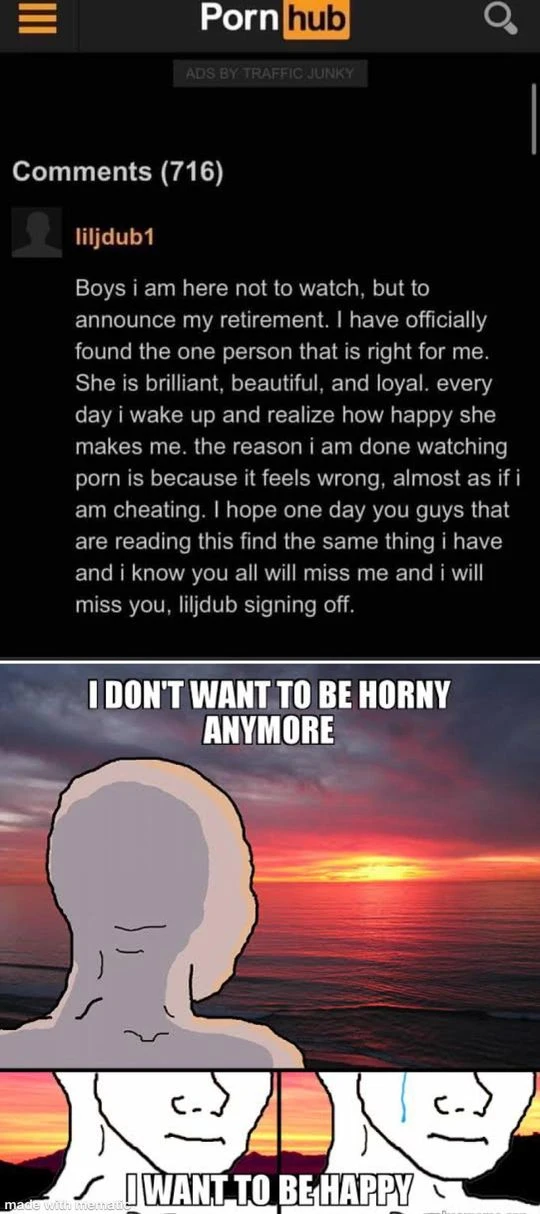 Porn hub
ADS BY TRAFFIC JUNKY
Comments (716)
liljdub1
Boys i am here not to watch, but to
announce my retirement. I have officially
found the one person that is right for me.
She is brilliant, beautiful, and loyal. every
day i wake up and realize how happy she
makes me. the reason i am done watching
porn is because it feels wrong, almost as if i
am cheating. I hope one day you guys that
are reading this find the same thing i have
and i know you all will miss me and i will
miss you, liljdub signing off.
I DON'T WANT TO BE HORNY
ANYMORE
I WANT TO BE HAPPY
made with mematic